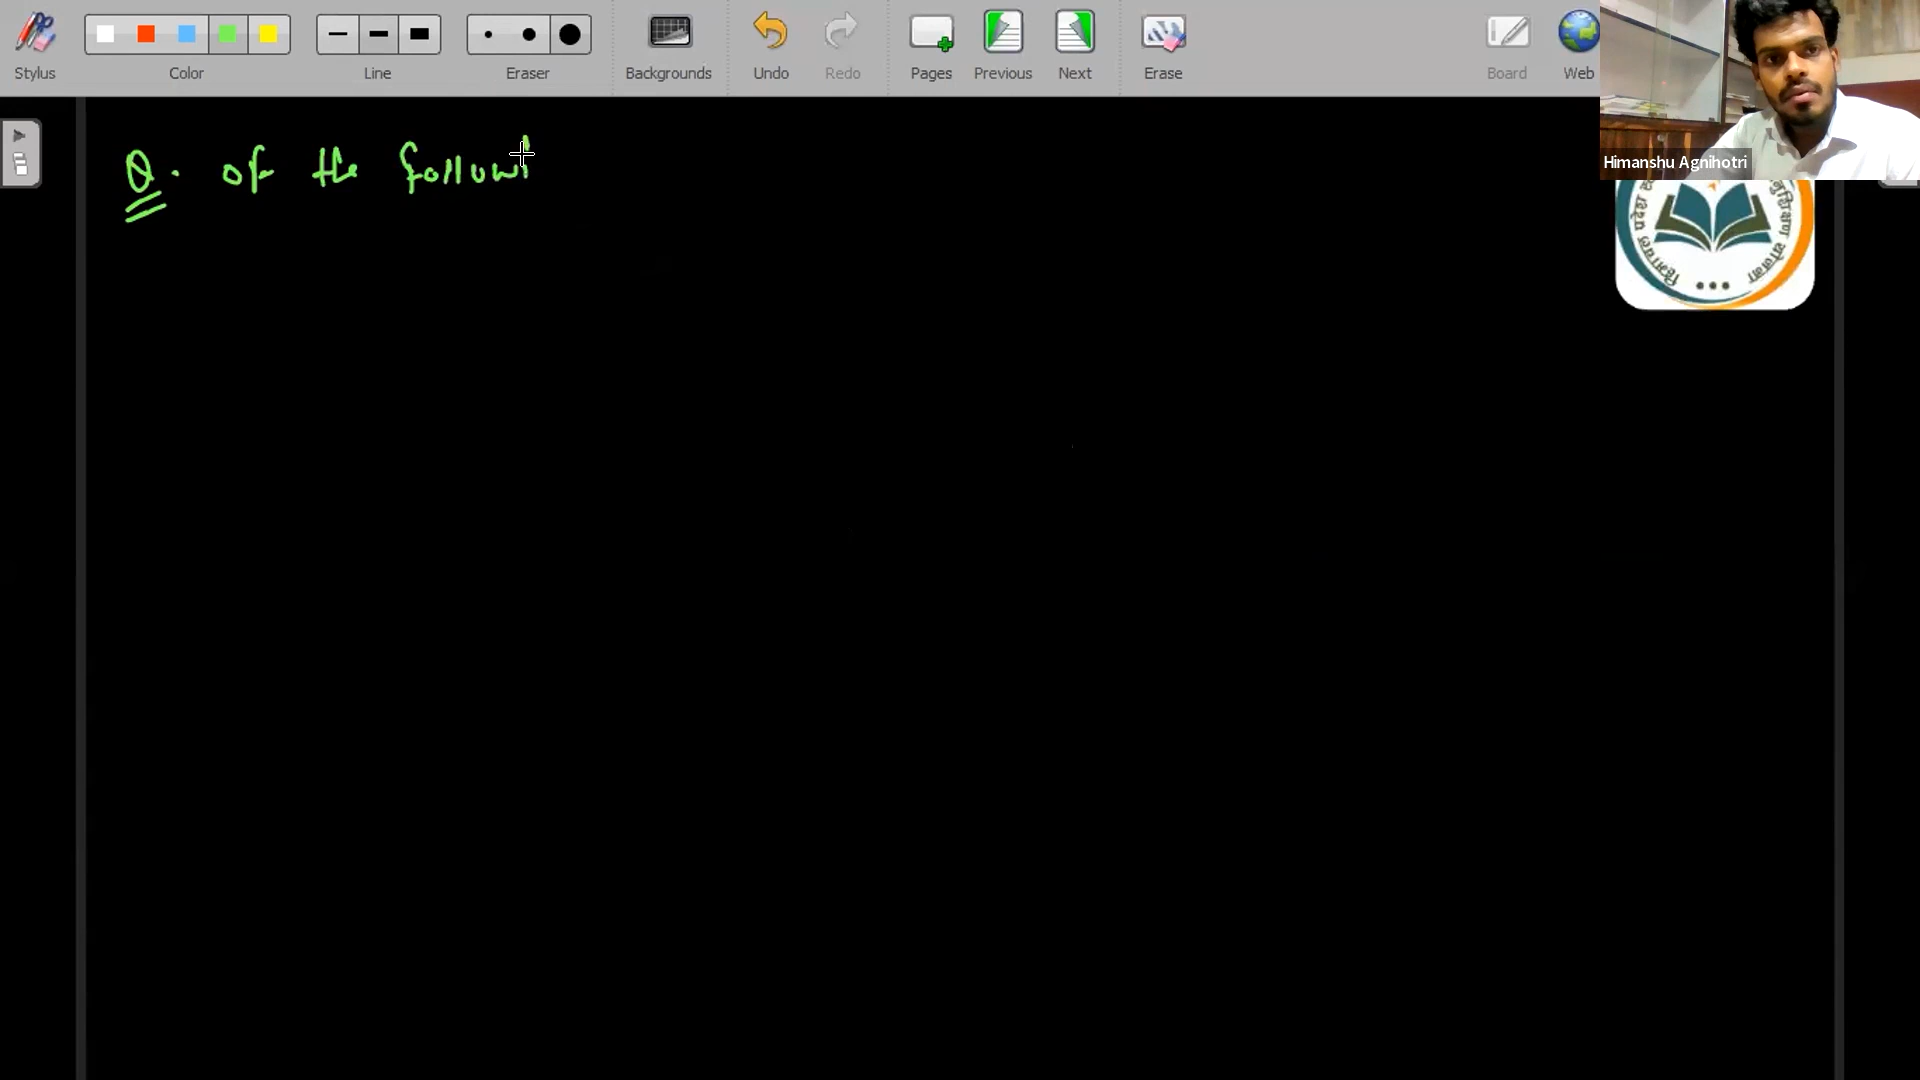 Stylus Color Line Eraser Backgrounds Undo Redo Pages Previous Next Erase Board Web
Himanshu Agnihotri
Q. of the followi